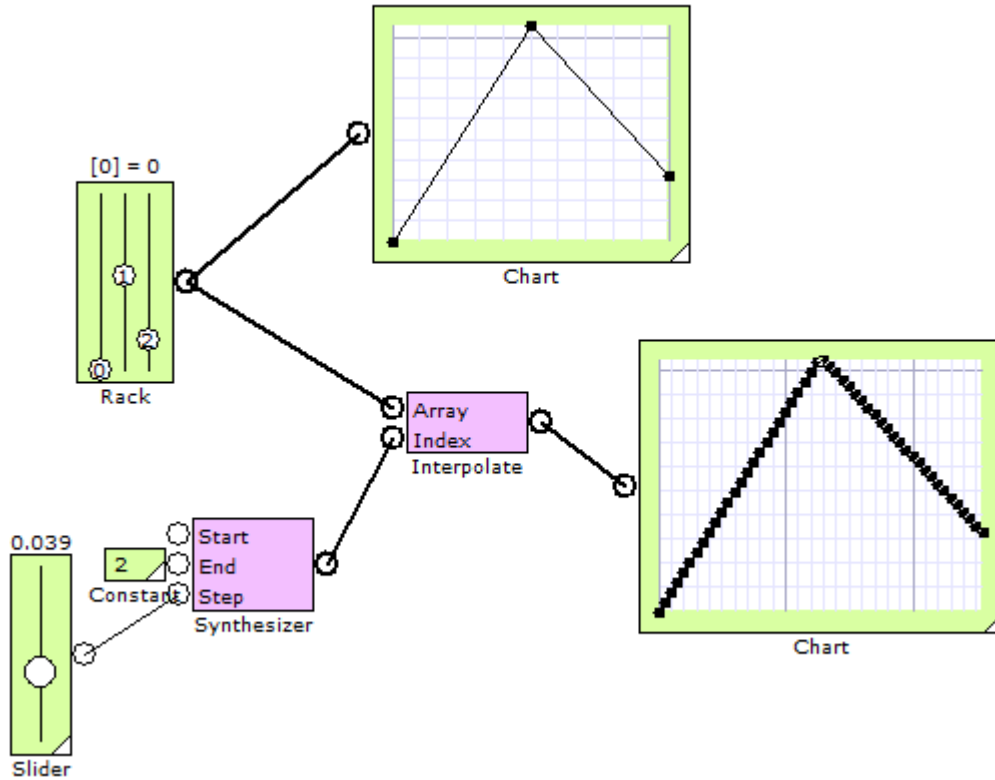 Chart
[0] = 0
0
1
2
Rack
Array
Index
Interpolate
Chart
0.039
Slider
2
Constant
Start
End
Step
Synthesizer